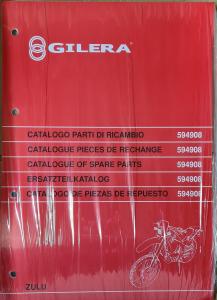 GILERA
CATALOGO PARTI DI RICAMBIO 594908
CATALOGUE PIECES DE RECHANGE 594908
CATALOGUE OF SPARE PARTS 594908
ERSATZTEILKATALOG 594908
CATALOGO DE PIEZAS DE REPUESTO 594908
ZULU